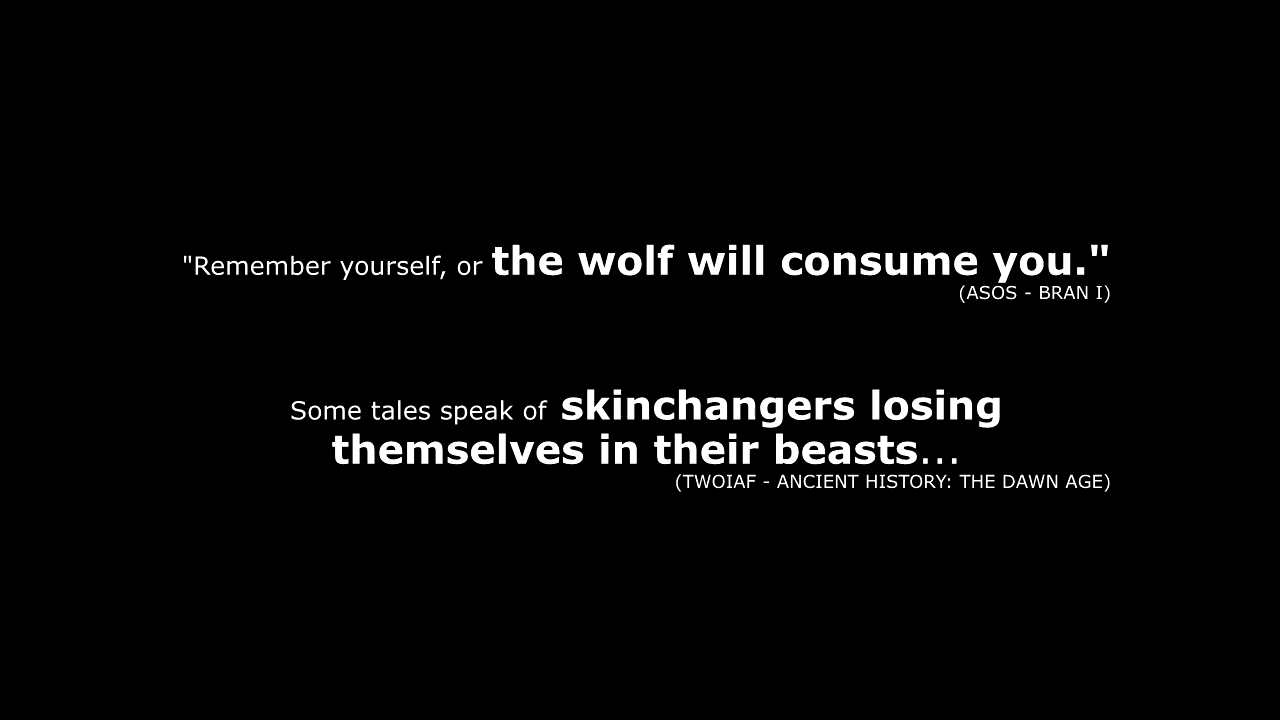 "Remember yourself, or the wolf will consume you."
(ASOS - BRAN I)
Some tales speak of skinchangers losing
themselves in their beasts...
(TWOIAF - ANCIENT HISTORY: THE DAWN AGE)